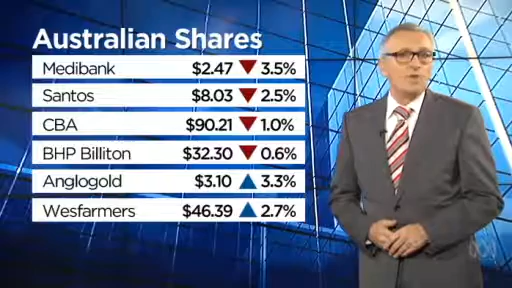 Australian Shares
Medibank $2.47 ▼ 3.5%
Santos $8.03 ▼ 2.5%
CBA $90.21 ▼ 1.0%
BHP Billiton $32.30 ▼ 0.6%
Anglogold $3.10 ▲ 3.3%
Wesfarmers $46.39 ▲ 2.7%